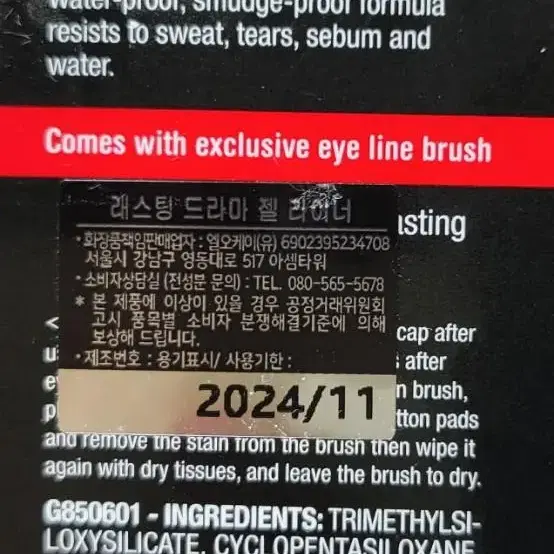 water-proof, smudge-proof formula
resists to sweat, tears, sebum and
water.
Comes with exclusive eye line brush
래스팅 드라마 젤 라이너
asting
•화장품책임판매업자 : 엘오케이(유) 6902395234708
서울시 강남구 영동대로 517 아셈타워
•소비자상담실 (전성분 문의) : TEL. 080-565-5678
* 본 제품에 이상이 있을 경우 공정거래위원회
고시 품목별 소비자 분쟁해결기준에 의해
보상해 드립니다.
cap after
•제조번호 : 용기표시/ 사용기한 :
after
2024/11
n brush,
tton pads
and remove the stain from the brush then wipe it
again with dry tissues, and leave the brush to dry.
G850601 - INGREDIENTS: TRIMETHYLSI-
LOXYSILICATE, CYCLOPENTASILOXANE